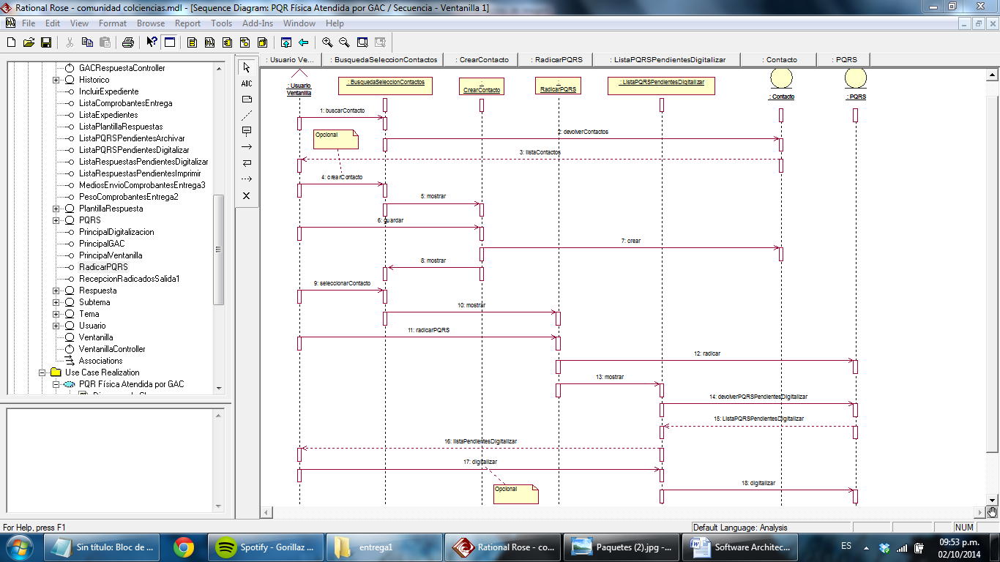 Rational Rose - comunidad colciencias.mdl - [Sequence Diagram: PQR Física Atendida por GAC / Secuencia - Ventanilla 1]
File Edit View Format Browse Report Tools Add-Ins Window Help
GACRespuestaController
Historico
IncluirExpediente
ListaComprobantesEntrega
ListaExpedientes
ListaPlantillaRespuestas
ListaPQRSPendientesArchivar
ListaPQRSPendientesDigitalizar
ListaRespuestasPendientesDigitalizar
ListaRespuestasPendientesImprimir
MediosEnvioComprobantesEntrega3
PesoComprobantesEntrega2
PlantillaRespuesta
PQRS
PrincipalDigitalizacion
PrincipalGAC
PrincipalVentanilla
RadicarPQRS
RecepcionRadicadosSalida1
Respuesta
Subtema
Tema
Usuario
Ventanilla
VentanillaController
Associations
Use Case Realization
PQR Física Atendida por GAC
ABC
: Usuario Ve... : BusquedaSeleccionContactos : CrearContacto : RadicarPQRS : ListaPQRSPendientesDigitalizar : Contacto : PQRS
: Usuario
Ventanilla
: BusquedaSeleccionContactos
:
CrearContacto
:
RadicarPQRS
: ListaPQRSPendientesDigitalizar
: Contacto
: PQRS
1: buscarContacto
Opcional
2: devolverContactos
3: listaContactos
4: crearContacto
5: mostrar
6: guardar
7: crear
8: mostrar
9: seleccionarContacto
10: mostrar
11: radicarPQRS
12: radicar
13: mostrar
14: devolverPQRSPendientesDigitalizar
15: ListaPQRSPendientesDigitalizar
16: listaPendientesDigitalizar
17: digitalizar
Opcional
18: digitalizar
For Help, press F1
Default Language: Analysis
NUM
Sin título: Bloc de ...
Spotify - Gorillaz ...
entrega1
Rational Rose - co...
Paquetes (2).jpg -...
Software Architec...
ES
09:53 p.m.
02/10/2014